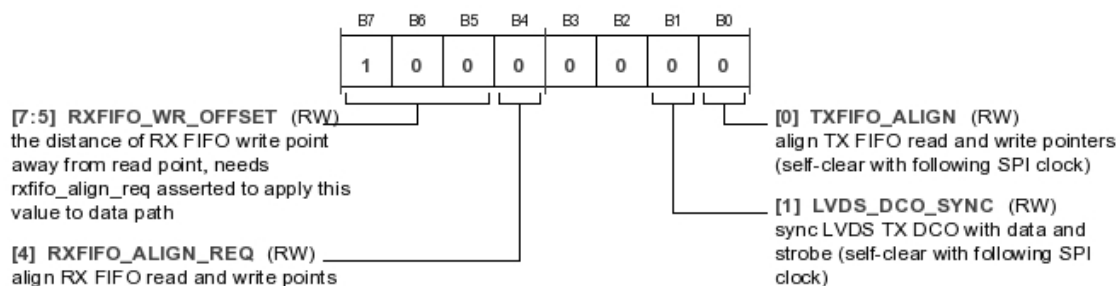 B7 B6 B5 B4 B3 B2 B1 B0
1 0 0 0 0 0 0 0
[7:5] RXFIFO_WR_OFFSET (RW)
the distance of RX FIFO write point
away from read point, needs
rxfifo_align_req asserted to apply this
value to data path
[4] RXFIFO_ALIGN_REQ (RW)
align RX FIFO read and write points
[0] TXFIFO_ALIGN (RW)
align TX FIFO read and write pointers
(self-clear with following SPI clock)
[1] LVDS_DCO_SYNC (RW)
sync LVDS TX DCO with data and
strobe (self-clear with following SPI
clock)